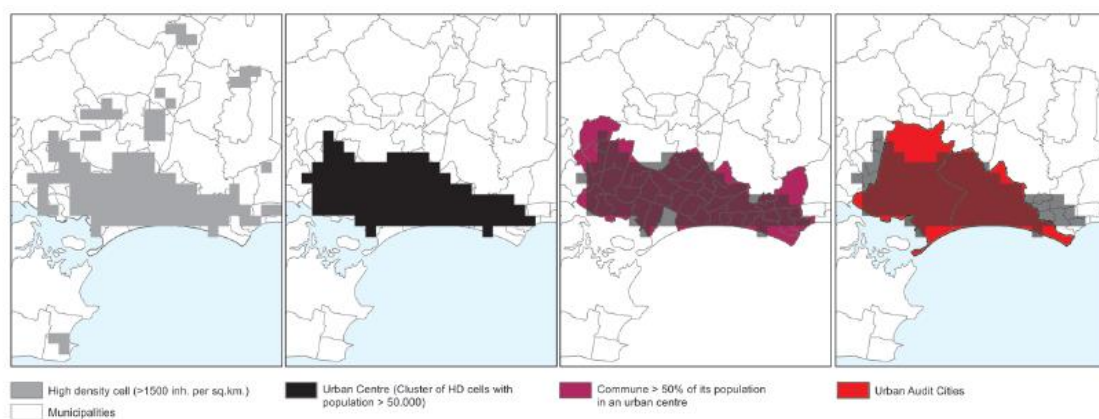 High density cell (>1500 inh. per sq.km.)
Municipalities
Urban Centre (Cluster of HD cells with
population > 50.000)
Commune > 50% of its population
in an urban centre
Urban Audit Cities